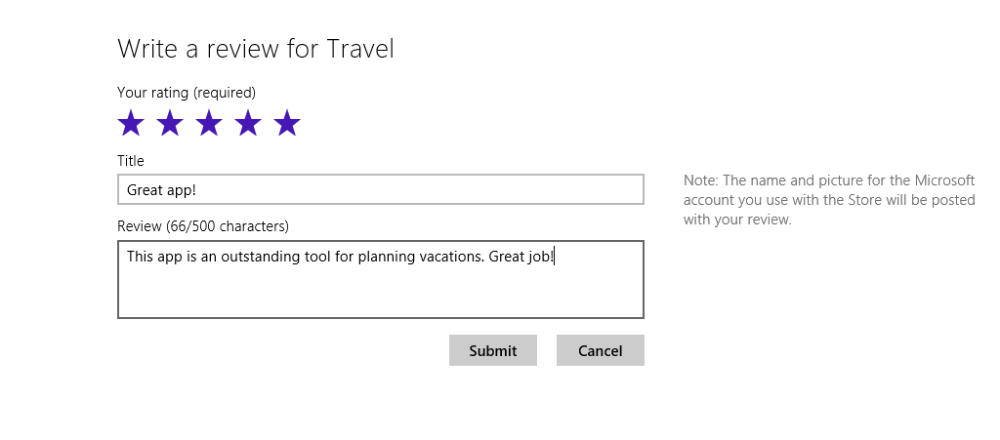 Write a review for Travel
Your rating (required)
Title
Great app!
Note: The name and picture for the Microsoft
account you use with the Store will be posted
with your review.
Review (66/500 characters)
This app is an outstanding tool for planning vacations. Great job!
Submit
Cancel